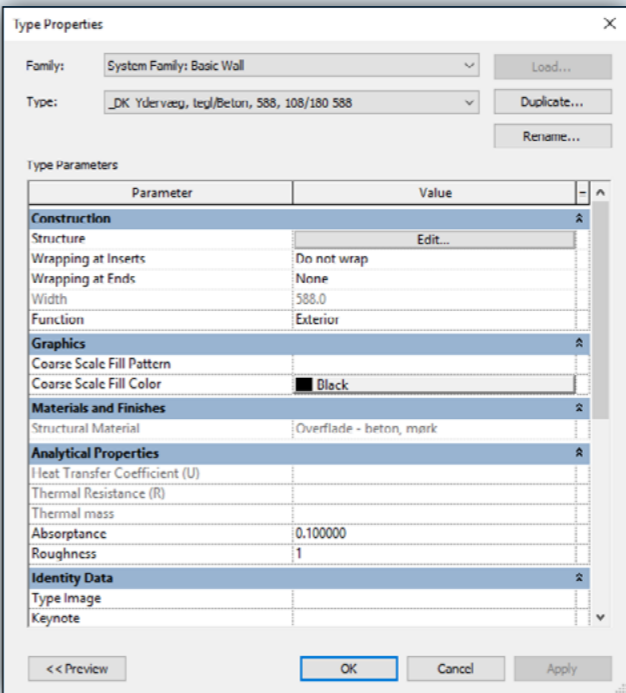 Type Properties
Family: System Family: Basic Wall Load...
Type: _DK Ydervæg, tegl/Beton, 588, 108/180 588 Duplicate...
Rename...
Type Parameters
Parameter Value
Construction
Structure Edit...
Wrapping at Inserts Do not wrap
Wrapping at Ends None
Width 588.0
Function Exterior
Graphics
Coarse Scale Fill Pattern
Coarse Scale Fill Color Black
Materials and Finishes
Structural Material Overflade - beton, mørk
Analytical Properties
Heat Transfer Coefficient (U)
Thermal Resistance (R)
Thermal mass
Absorptance 0.100000
Roughness 1
Identity Data
Type Image
Keynote
<< Preview OK Cancel Apply